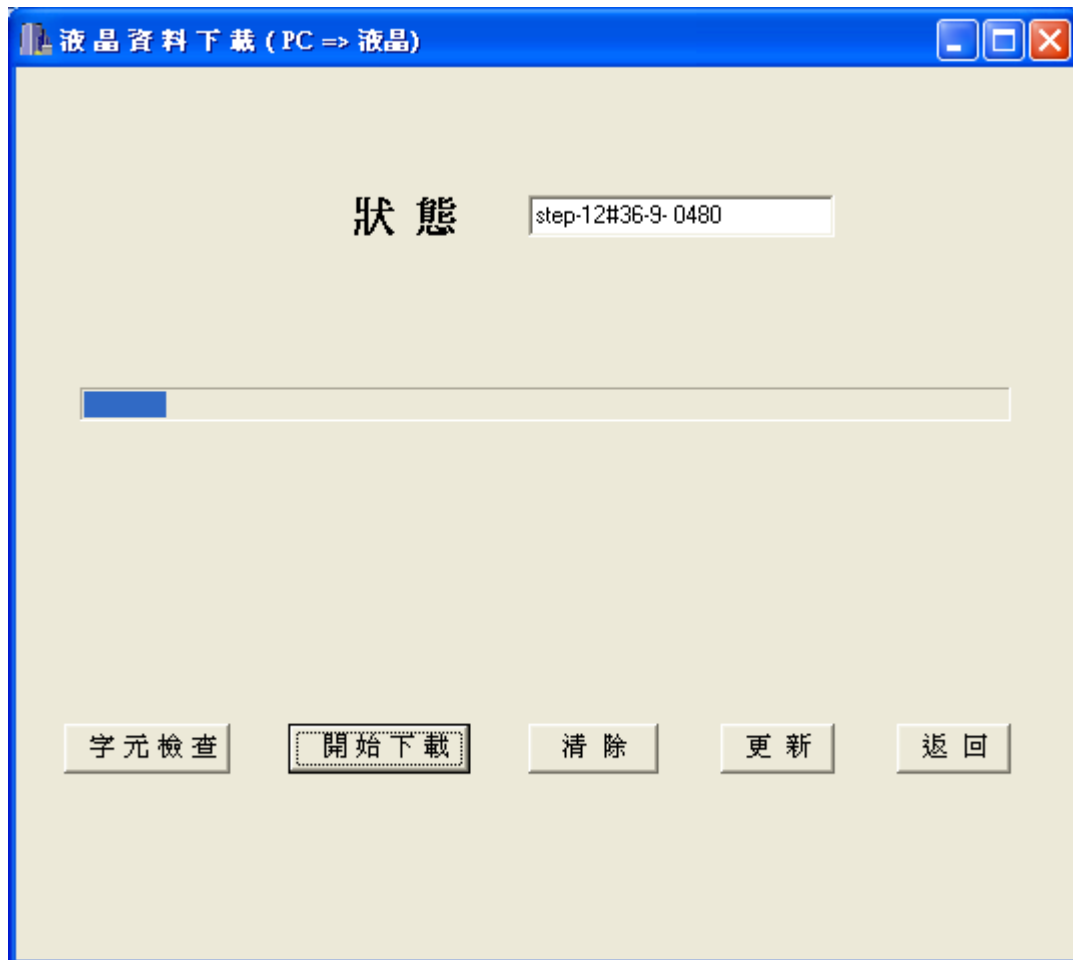 液晶資料下載(PC => 液晶)
狀態 step-12#36-9- 0480
字元檢查 開始下載 清除 更新 返回